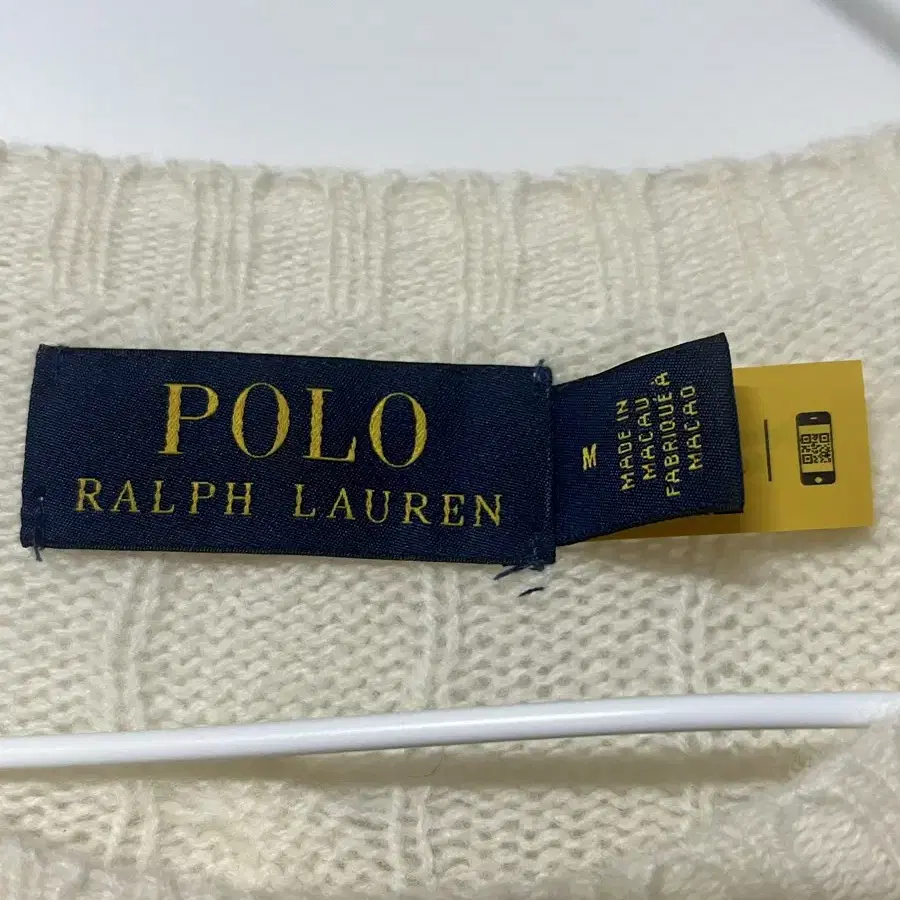 POLO
RALPH LAUREN
M
MADE IN
MACAU
FABRIQUÉ À
MACAO